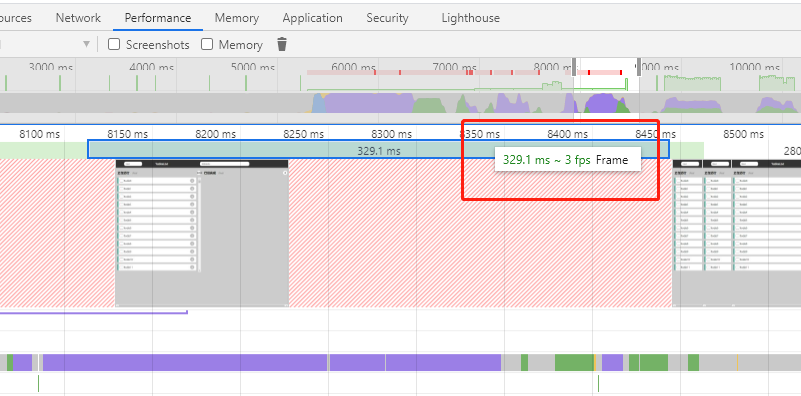 ources Network Performance Memory Application Security Lighthouse
Screenshots Memory
3000 ms 4000 ms 5000 ms 6000 ms 7000 ms 8000 ms 9000 ms 10000 ms
8100 ms 8150 ms 8200 ms 8250 ms 8300 ms 8350 ms 8400 ms 8450 ms 8500 ms
329.1 ms 280
329.1 ms ~ 3 fps Frame